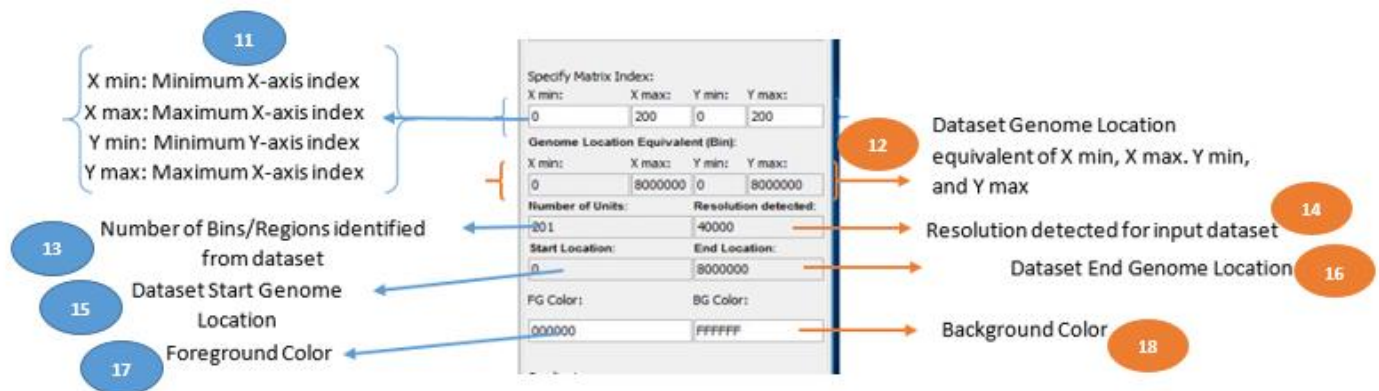 11
X min: Minimum X-axis index
X max: Maximum X-axis index
Y min: Minimum Y-axis index
Y max: Maximum X-axis index
Specify Matrix Index:
X min: X max: Y min: Y max:
0 200 0 200
Genome Location Equivalent (Bin):
X min: X max: Y min: Y max:
0 8000000 0 8000000
Number of Units: Resolution detected:
201 40000
Start Location: End Location:
0 8000000
FG Color: BG Color:
000000 FFFFFF
12
Dataset Genome Location
equivalent of X min, X max. Y min,
and Y max
13
Number of Bins/Regions identified
from dataset
14
Resolution detected for input dataset
15
Dataset Start Genome
Location
Dataset End Genome Location
16
17
Foreground Color
Background Color
18